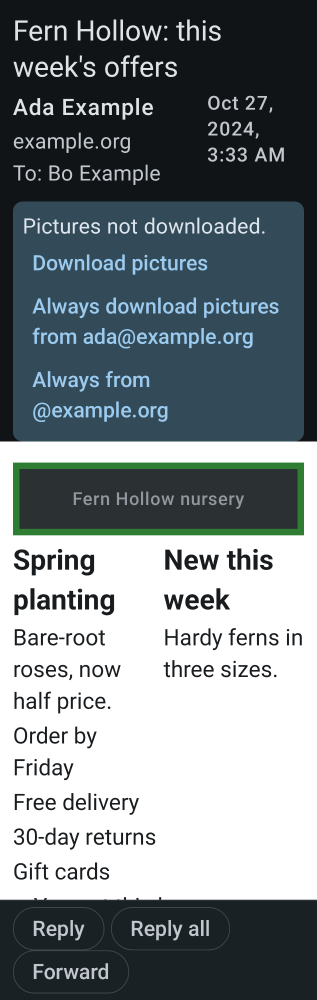 Fern Hollow: this
week's offers
Ada Example
example.org
To: Bo Example
Oct 27,
2024,
3:33 AM
Pictures not downloaded.
Download pictures
Always download pictures
from ada@example.org
Always from
@example.org
Fern Hollow nursery
Spring
planting
Bare-root
roses, now
half price.
Order by
Friday
Free delivery
30-day returns
Gift cards
New this
week
Hardy ferns in
three sizes.
Reply
Reply all
Forward